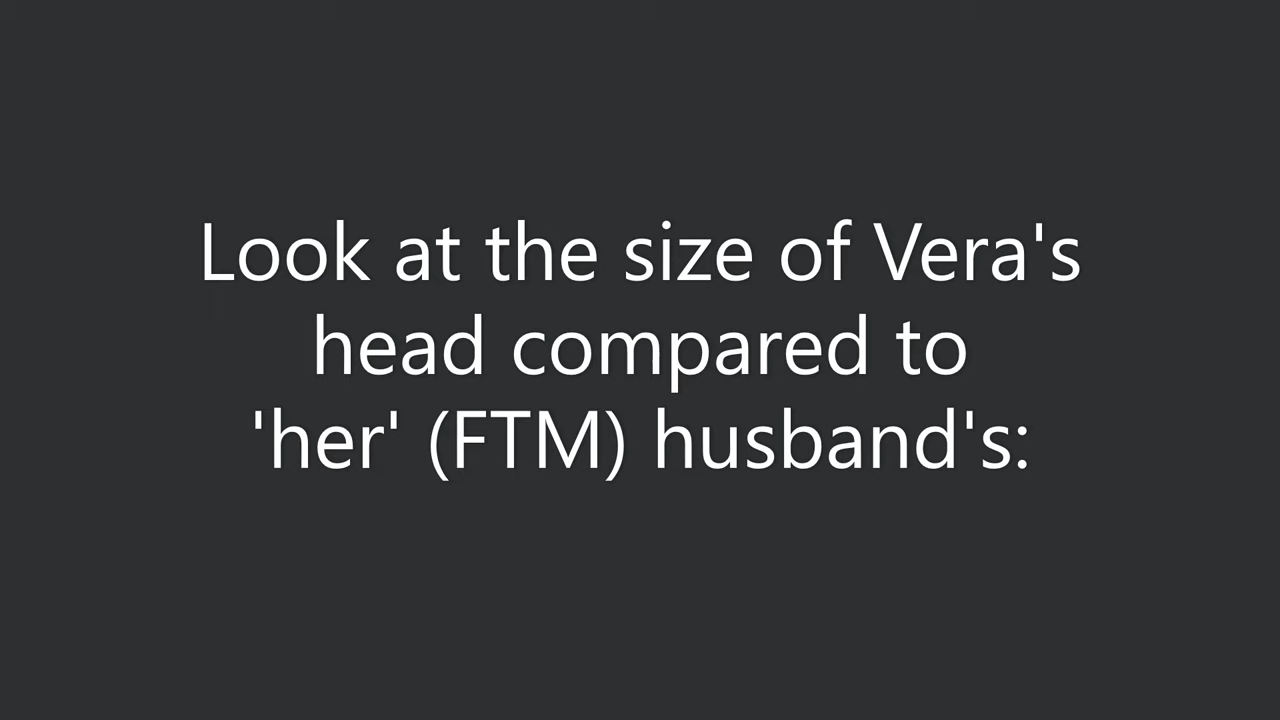 Look at the size of Vera's
head compared to
'her' (FTM) husband's: